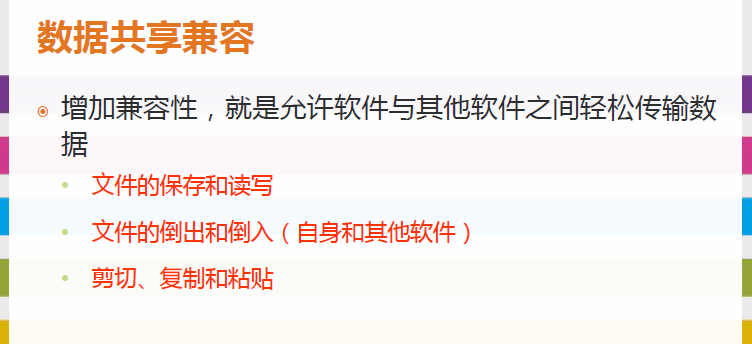 数据共享兼容
增加兼容性，就是允许软件与其他软件之间轻松传输数
据
文件的保存和读写
文件的倒出和倒入（自身和其他软件）
剪切、复制和粘贴